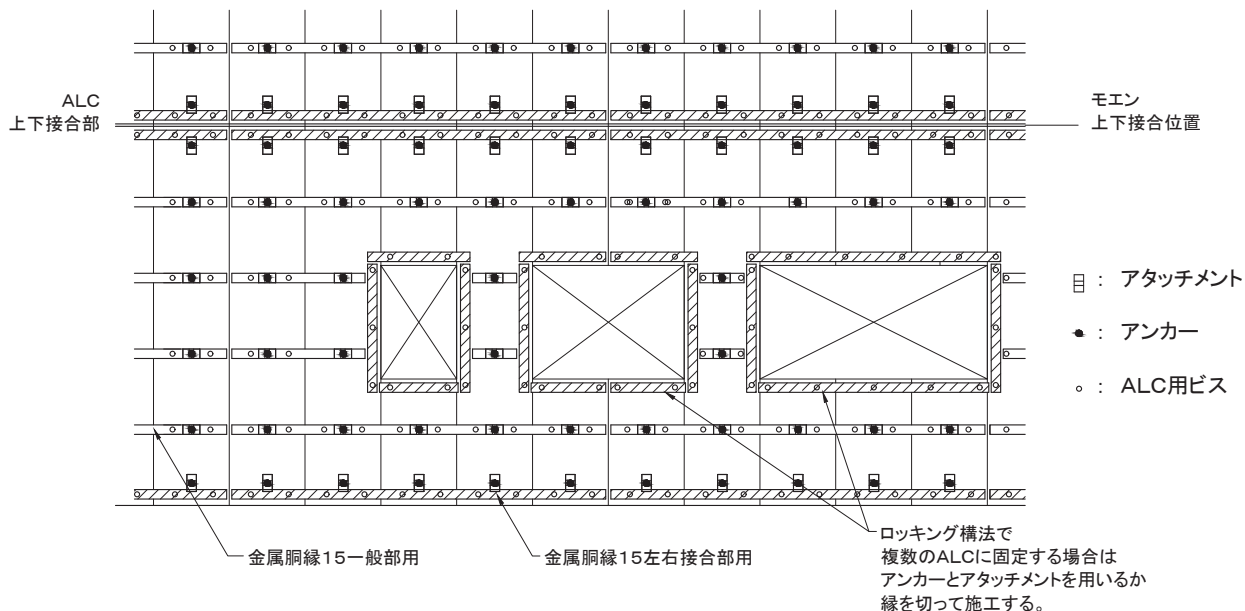 ALC
上下接合部
モエン
上下接合位置
: アタッチメント
: アンカー
: ALC用ビス
金属胴縁15一般部用
金属胴縁15左右接合部用
ロッキング構法で
複数のALCに固定する場合は
アンカーとアタッチメントを用いるか
縁を切って施工する。